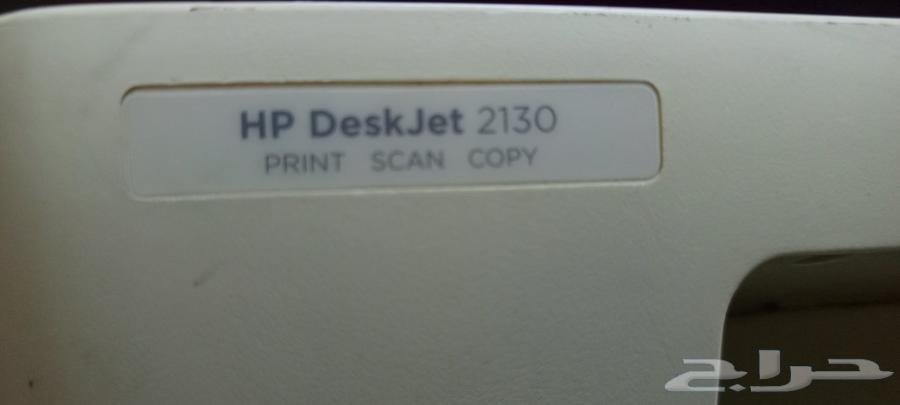 HP DeskJet 2130
PRINT SCAN COPY
حراج